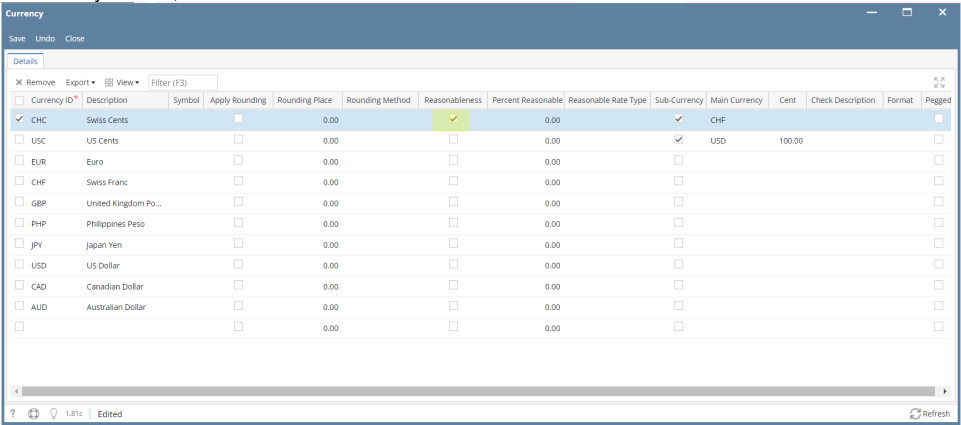 Currency
Save Undo Close
Details
Remove Export View Filter (F3)
Currency ID* Description Symbol Apply Rounding Rounding Place Rounding Method Reasonableness Percent Reasonable Reasonable Rate Type Sub-Currency Main Currency Cent Check Description Format Pegged
CHC Swiss Cents 0.00 0.00 CHF
USC US Cents 0.00 0.00 USD 100.00
EUR Euro 0.00 0.00
CHF Swiss Franc 0.00 0.00
GBP United Kingdom Po... 0.00 0.00
PHP Philippines Peso 0.00 0.00
JPY Japan Yen 0.00 0.00
USD US Dollar 0.00 0.00
CAD Canadian Dollar 0.00 0.00
AUD Australian Dollar 0.00 0.00
0.00 0.00
? 1.81s Edited Refresh